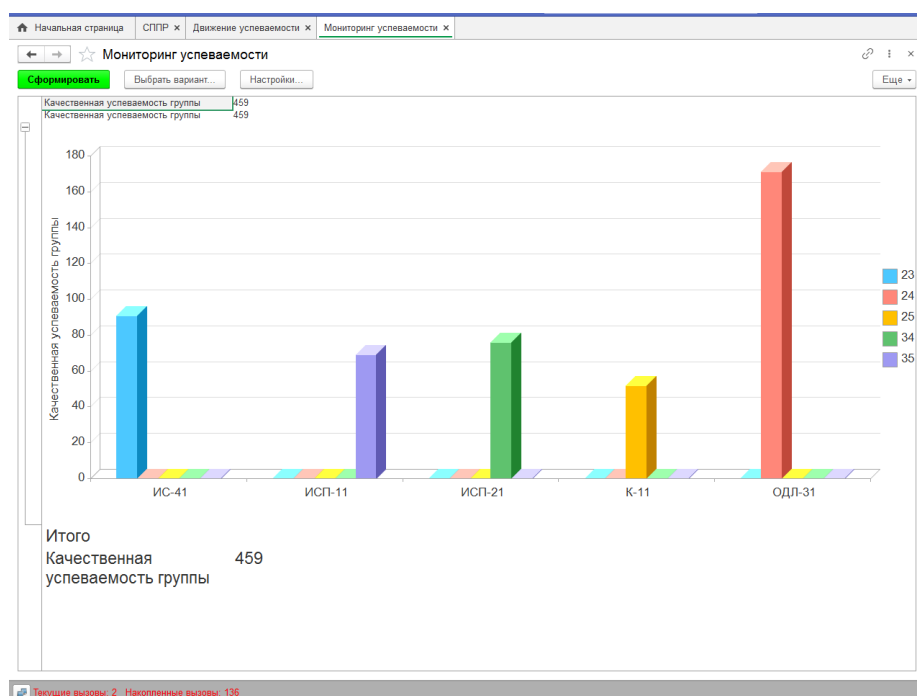 Начальная страница СППР × Движение успеваемости × Мониторинг успеваемости ×
Мониторинг успеваемости
Сформировать Выбрать вариант... Настройки... Еще
Качественная успеваемость группы 459
Качественная успеваемость группы 459
Качественная успеваемость группы
180
160
140
120
100
80
60
40
20
0
ИС-41 ИСП-11 ИСП-21 К-11 ОДЛ-31
23
24
25
34
35
Итого
Качественная 459
успеваемость группы
Текущие вызовы: 2 Накопленные вызовы: 136